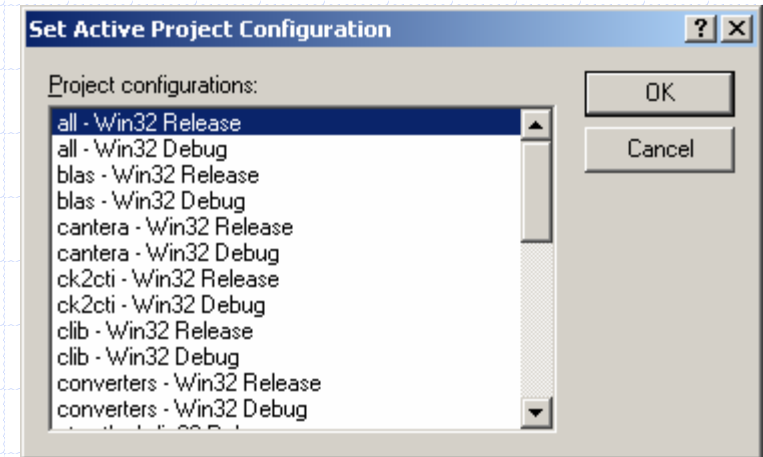 Set Active Project Configuration
Project configurations:
all - Win32 Release
all - Win32 Debug
blas - Win32 Release
blas - Win32 Debug
cantera - Win32 Release
cantera - Win32 Debug
ck2cti - Win32 Release
ck2cti - Win32 Debug
clib - Win32 Release
clib - Win32 Debug
converters - Win32 Release
converters - Win32 Debug
OK
Cancel